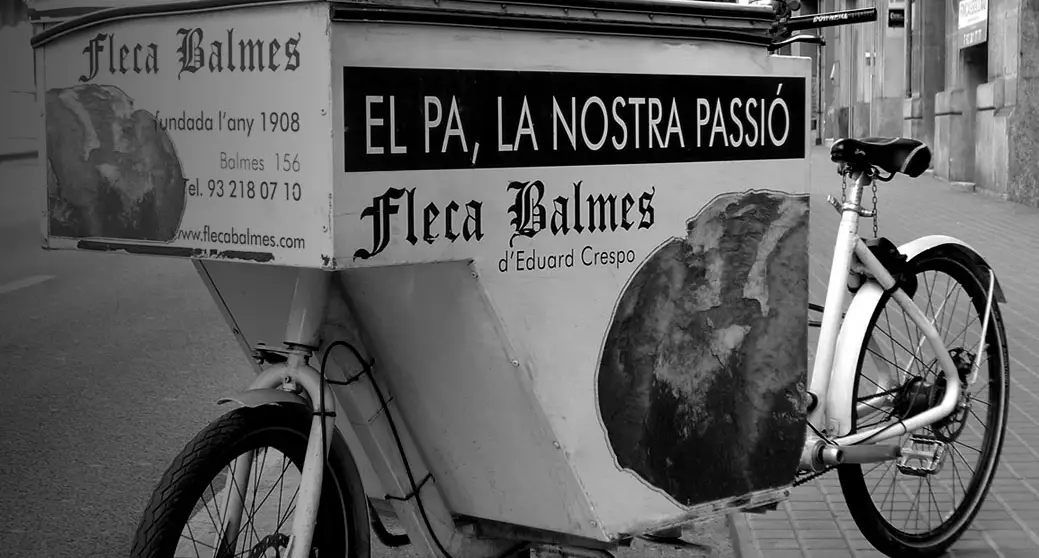 Fleca Balmes
fundada l'any 1908
Balmes 156
Tel. 93 218 07 10
www.flecabalmes.com
EL PA, LA NOSTRA PASSIÓ
Fleca Balmes
d'Eduard Crespo